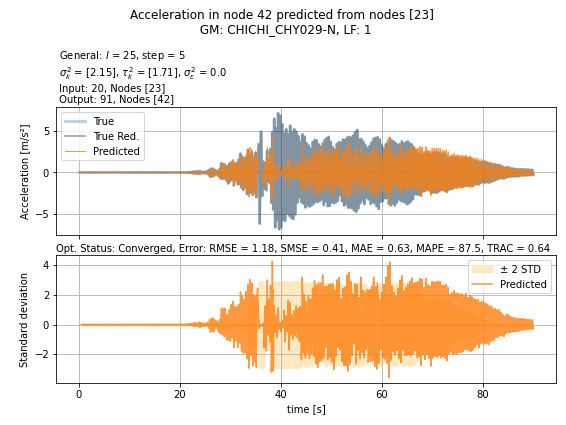 Acceleration in node 42 predicted from nodes [23]
GM: CHICHI_CHY029-N, LF: 1
General: l = 25, step = 5
σ²ₖ = [2.15], τ²ₖ = [1.71], σ²ε = 0.0
Input: 20, Nodes [23]
Output: 91, Nodes [42]
Acceleration [m/s²]
5
0
−5
True
True Red.
Predicted
Opt. Status: Converged, Error: RMSE = 1.18, SMSE = 0.41, MAE = 0.63, MAPE = 87.5, TRAC = 0.64
Standard deviation
4
2
0
−2
± 2 STD
Predicted
0 20 40 60 80
time [s]